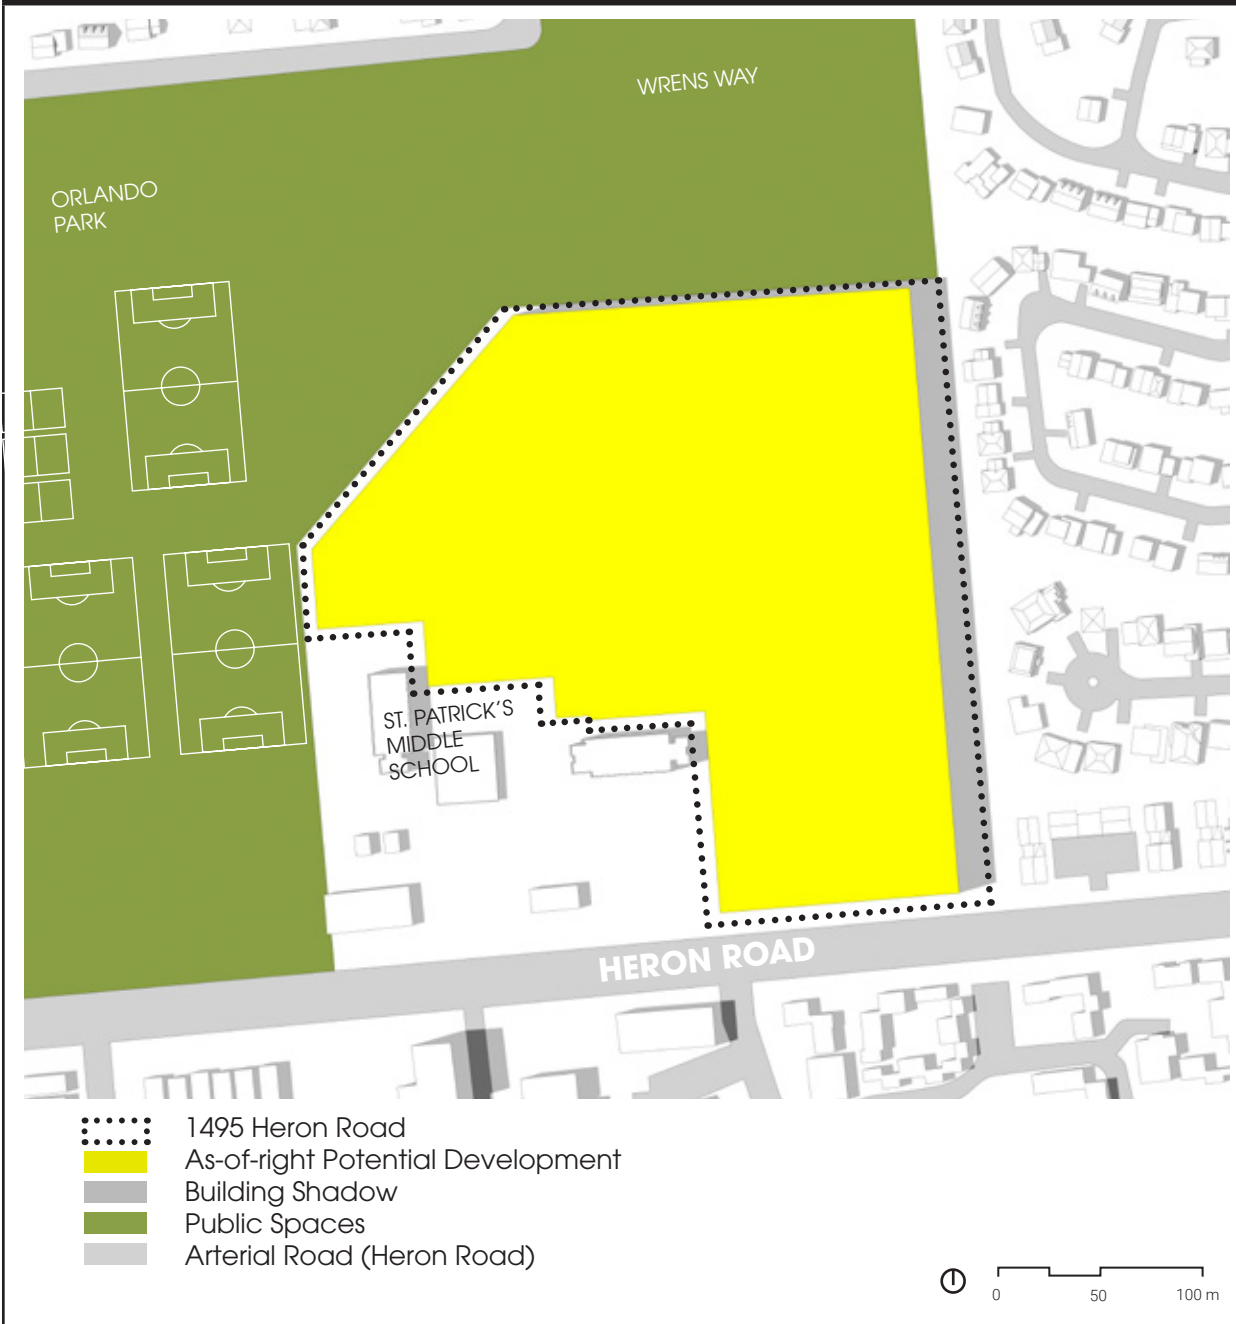 WRENS WAY
ORLANDO
PARK
ST. PATRICK'S
MIDDLE
SCHOOL
HERON ROAD
1495 Heron Road
As-of-right Potential Development
Building Shadow
Public Spaces
Arterial Road (Heron Road)
0 50 100 m